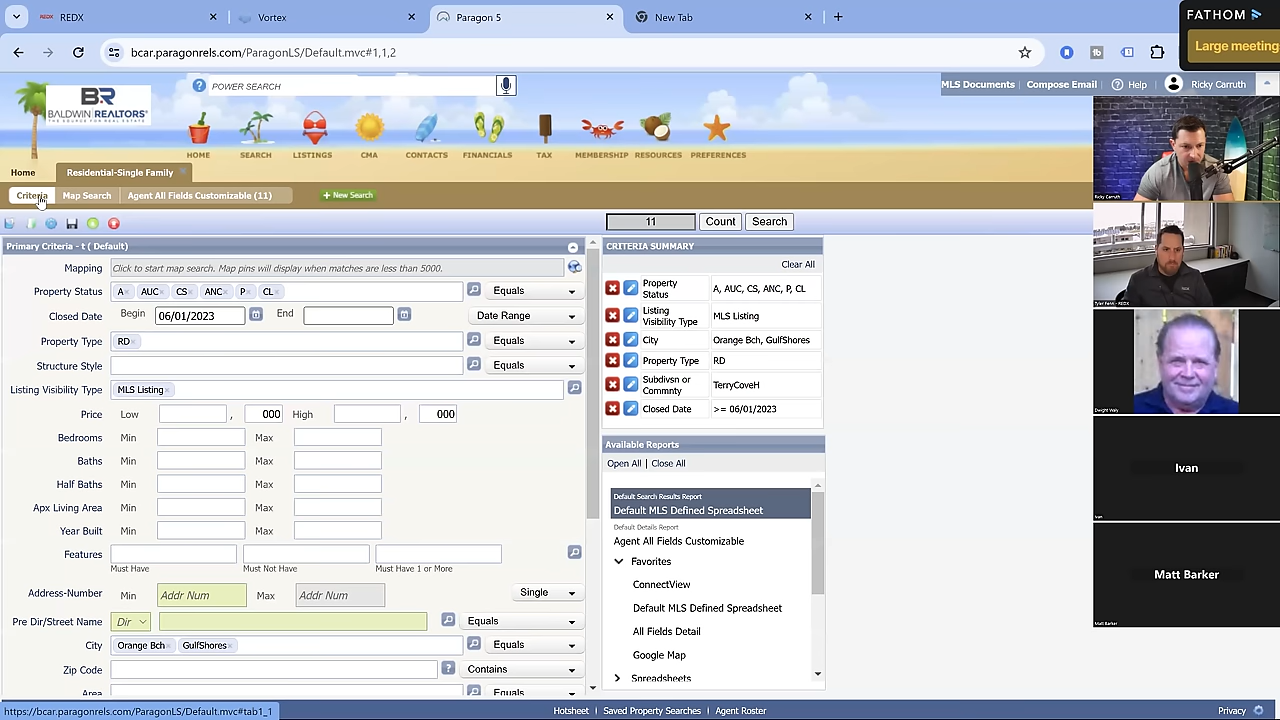 REDX
Vortex
Paragon 5
New Tab
FATHOM
Large meeting
bcar.paragonrels.com/ParagonLS/Default.mvc#1,1,2
POWER SEARCH
MLS Documents | Compose Email | Help | Ricky Carruth
BR
BALDWIN REALTORS
HOME SEARCH LISTINGS CMA FINANCIALS TAX MEMBERSHIP RESOURCES PREFERENCES
Home Residential-Single Family
Criteria Map Search Agent All Fields Customizable (11) + New Search
11 Count Search
Primary Criteria - t ( Default)
Mapping Click to start map search. Map pins will display when matches are less than 5000.
Property Status A AUC CS ANC P CL Equals
Closed Date Begin 06/01/2023 End Date Range
Property Type RD Equals
Structure Style Equals
Listing Visibility Type MLS Listing
Price Low , 000 High 000
Bedrooms Min Max
Baths Min Max
Half Baths Min Max
Apx Living Area Min Max
Year Built Min Max
Features
Must Have Must Not Have Must Have 1 or More
Address-Number Min Addr Num Max Addr Num Single
Pre Dir/Street Name Dir Equals
City Orange Bch GulfShores Equals
Zip Code Contains
Area Equals
CRITERIA SUMMARY
Clear All
Property Status A, AUC, CS, ANC, P, CL
Listing Visibility Type MLS Listing
City Orange Bch, GulfShores
Property Type RD
Subdivsn or Commnty TerryCoveH
Closed Date >= 06/01/2023
Available Reports
Open All | Close All
Default Search Results Report
Default MLS Defined Spreadsheet
Default Details Report
Agent All Fields Customizable
Favorites
ConnectView
Default MLS Defined Spreadsheet
All Fields Detail
Google Map
Spreadsheets
Ricky Carruth
Tyler Fenn - REDX
Ivan
Ivan
Matt Barker
Matt Barker
https://bcar.paragonrels.com/ParagonLS/Default.mvc#tab1_1
Hotsheet | Saved Property Searches | Agent Roster
Privacy